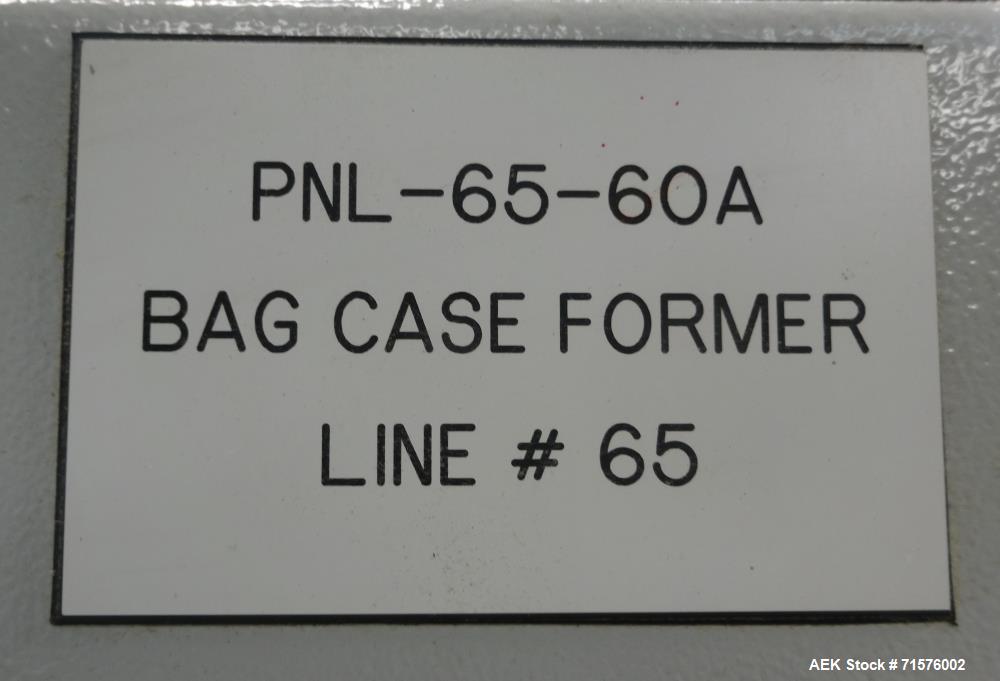 PNL-65-60A
BAG CASE FORMER
LINE # 65
AEK Stock # 71576002